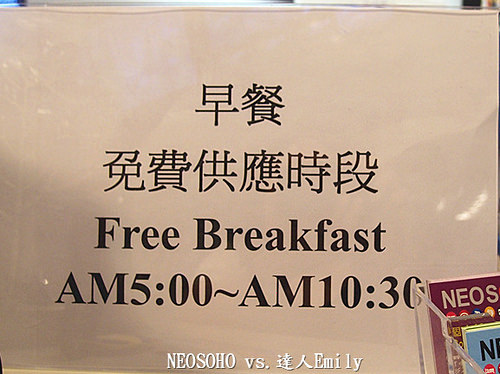 早餐
免費供應時段
Free Breakfast
AM5:00~AM10:30
NEOS
NE
NEOSOHO vs.達人Emily